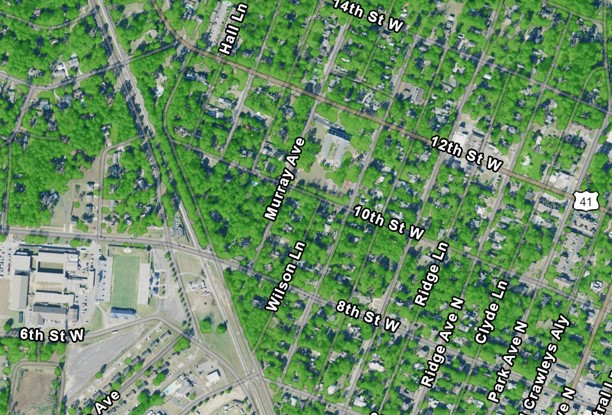 14th St W
Hall Ln
12th St W
Murray Ave
41
10th St W
Wilson Ln
Ridge Ln
8th St W
Clyde Ln
6th St W
Ridge Ave N
Park Ave N
Crawleys Aly
Ave
e N